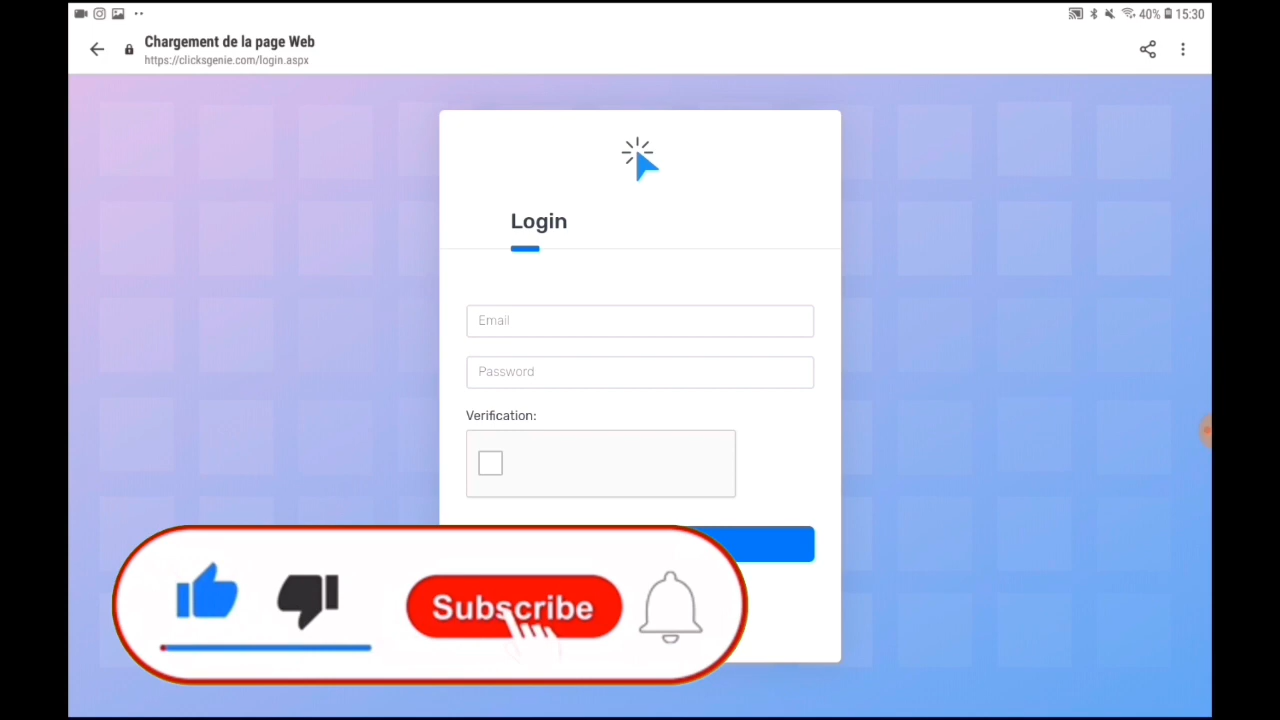 40% 15:30
Chargement de la page Web
https://clicksgenie.com/login.aspx
Login
Email
Password
Verification:
Subscribe